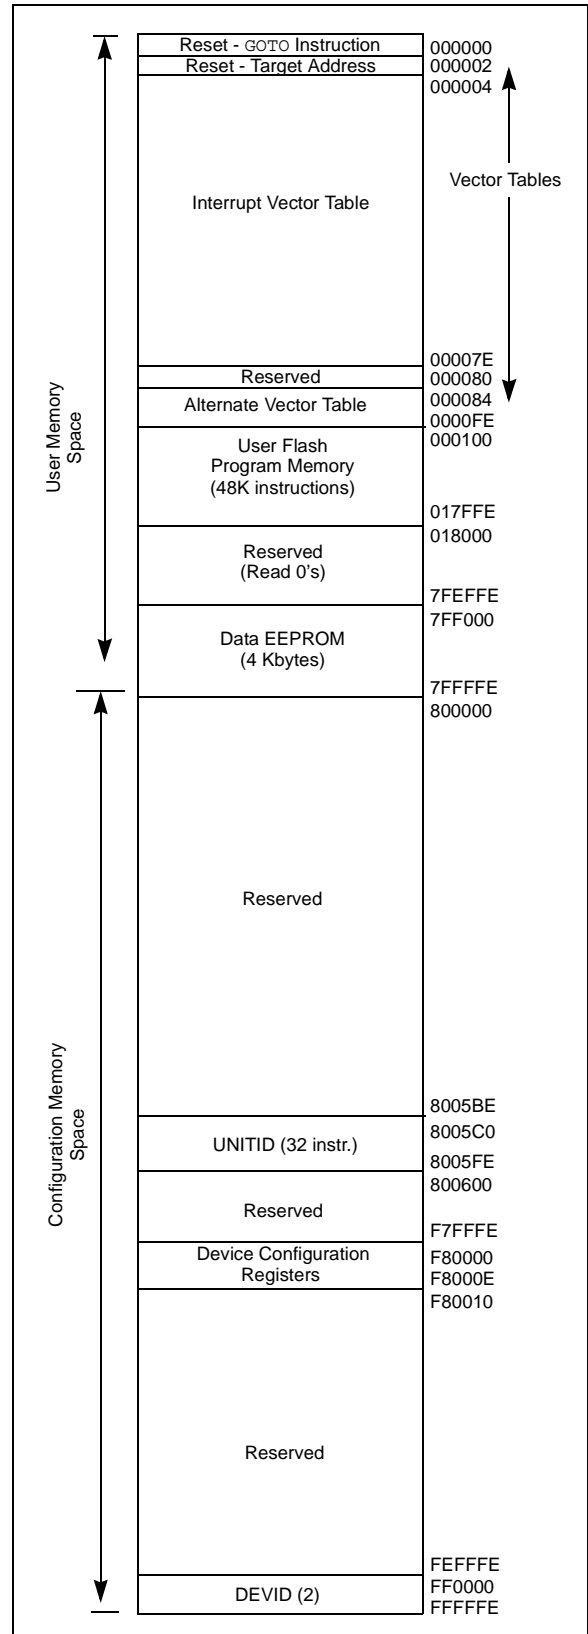 Reset - GOTO Instruction 000000
Reset - Target Address 000002
000004
Vector Tables
Interrupt Vector Table
00007E
Reserved 000080
Alternate Vector Table 000084
0000FE
User Memory
Space
User Flash
Program Memory
(48K instructions)
000100
017FFE
018000
Reserved
(Read 0's)
7FEFFE
7FF000
Data EEPROM
(4 Kbytes)
7FFFFE
800000
Reserved
Configuration Memory
Space
8005BE
8005C0
UNITID (32 instr.)
8005FE
800600
Reserved
F7FFFE
Device Configuration
Registers
F80000
F8000E
F80010
Reserved
FEFFFE
FF0000
DEVID (2)
FFFFFE